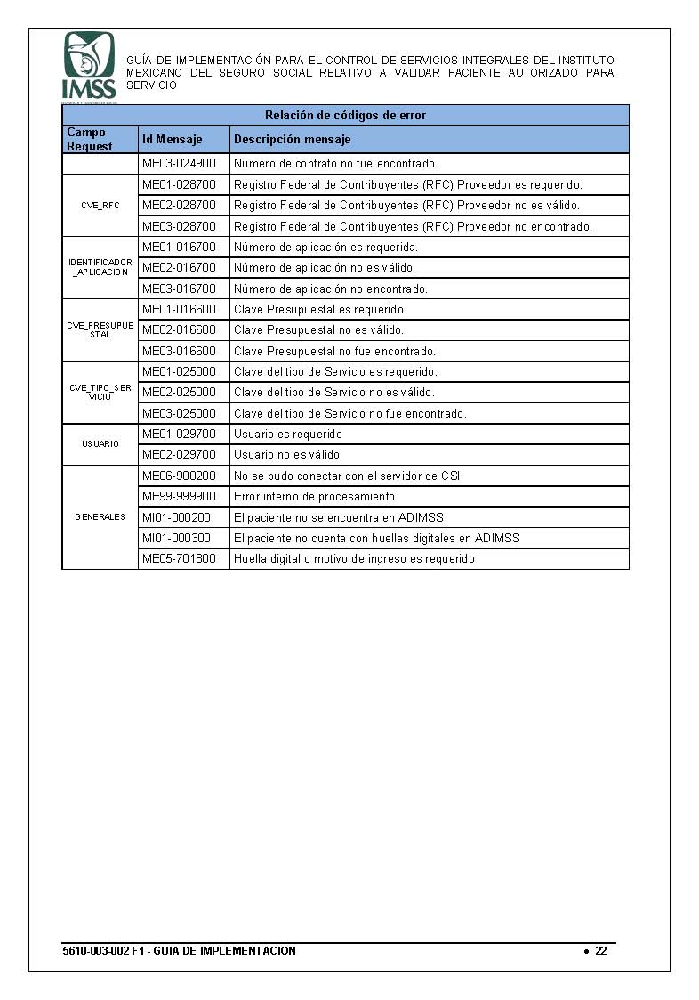 IMSS
GUÍA DE IMPLEMENTACIÓN PARA EL CONTROL DE SERVICIOS INTEGRALES DEL INSTITUTO
MEXICANO DEL SEGURO SOCIAL RELATIVO A VALIDAR PACIENTE AUTORIZADO PARA
SERVICIO
Relación de códigos de error
Campo
Request
Id Mensaje
Descripción mensaje
ME03-024900 Número de contrato no fue encontrado.
CVE_RFC
ME01-028700 Registro Federal de Contribuyentes (RFC) Proveedor es requerido.
ME02-028700 Registro Federal de Contribuyentes (RFC) Proveedor no es válido.
ME03-028700 Registro Federal de Contribuyentes (RFC) Proveedor no encontrado.
IDENTIFICADOR
_APLICACION
ME01-016700 Número de aplicación es requerida.
ME02-016700 Número de aplicación no es válido.
ME03-016700 Número de aplicación no encontrado.
CVE_PRESUPUE
STAL
ME01-016600 Clave Presupuestal es requerido.
ME02-016600 Clave Presupuestal no es válido.
ME03-016600 Clave Presupuestal no fue encontrado.
CVE_TIPO_SER
VICIO
ME01-025000 Clave del tipo de Servicio es requerido.
ME02-025000 Clave del tipo de Servicio no es válido.
ME03-025000 Clave del tipo de Servicio no fue encontrado.
USUARIO
ME01-029700 Usuario es requerido
ME02-029700 Usuario no es válido
GENERALES
ME06-900200 No se pudo conectar con el servidor de CSI
ME99-999900 Error interno de procesamiento
MI01-000200 El paciente no se encuentra en ADIMSS
MI01-000300 El paciente no cuenta con huellas digitales en ADIMSS
ME05-701800 Huella digital o motivo de ingreso es requerido
5610-003-002 F1 - GUIA DE IMPLEMENTACION ● 22